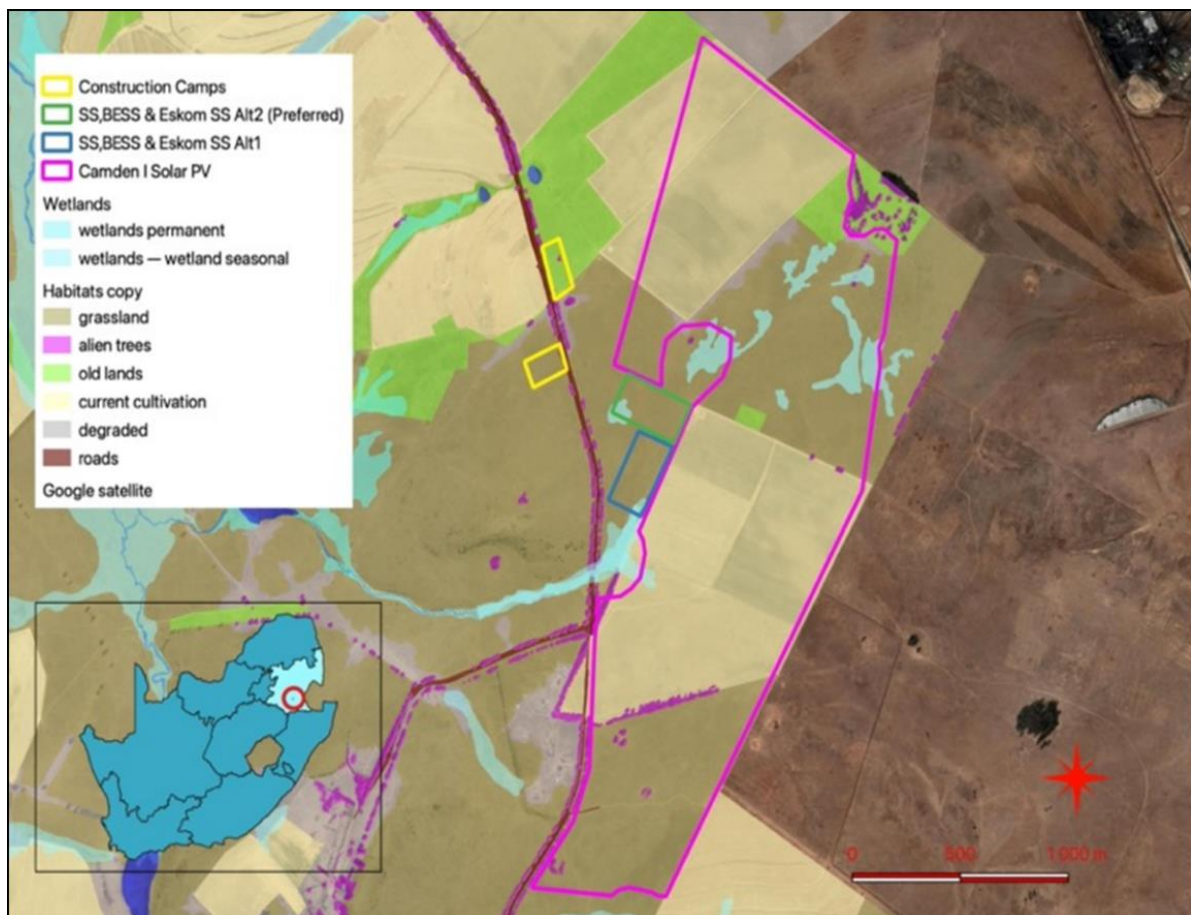 Construction Camps
SS,BESS & Eskom SS Alt2 (Preferred)
SS,BESS & Eskom SS Alt1
Camden I Solar PV
Wetlands
wetlands permanent
wetlands — wetland seasonal
Habitats copy
grassland
alien trees
old lands
current cultivation
degraded
roads
Google satellite
0 500 1 000 m